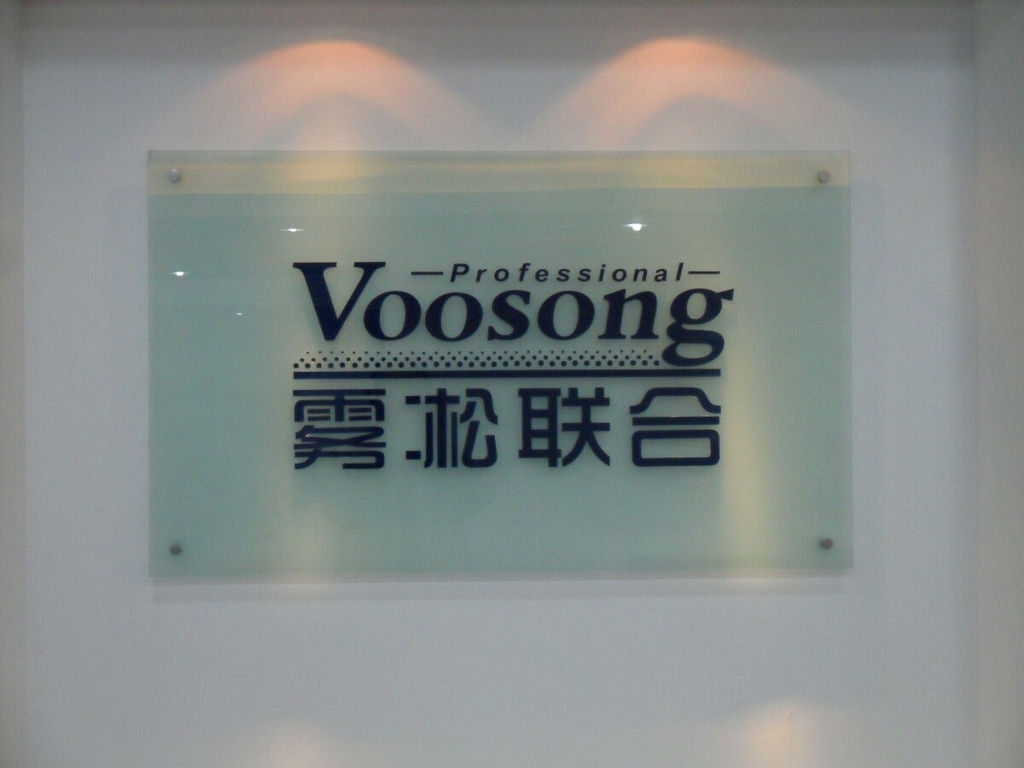 —Professional—
Voosong
雾凇联合